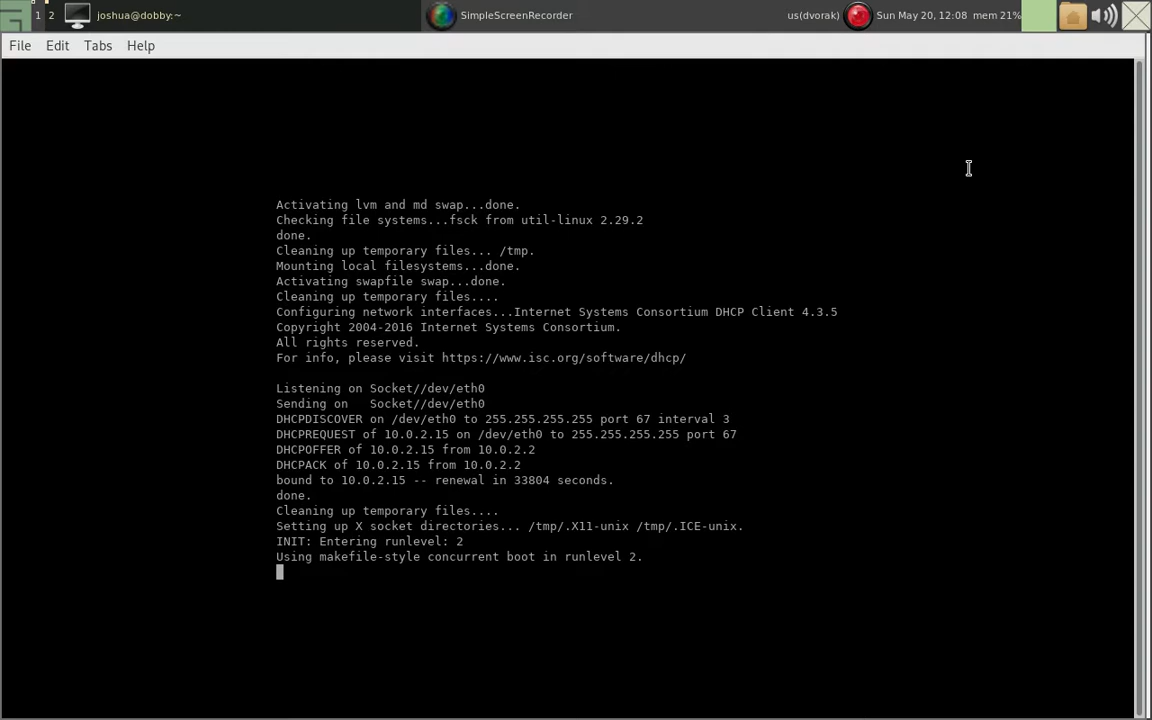 1 2 joshua@dobby:~ SimpleScreenRecorder us(dvorak) Sun May 20, 12:08 mem 21%
File Edit Tabs Help
Activating lvm and md swap...done.
Checking file systems...fsck from util-linux 2.29.2
done.
Cleaning up temporary files... /tmp.
Mounting local filesystems...done.
Activating swapfile swap...done.
Cleaning up temporary files....
Configuring network interfaces...Internet Systems Consortium DHCP Client 4.3.5
Copyright 2004-2016 Internet Systems Consortium.
All rights reserved.
For info, please visit https://www.isc.org/software/dhcp/
Listening on Socket//dev/eth0
Sending on   Socket//dev/eth0
DHCPDISCOVER on /dev/eth0 to 255.255.255.255 port 67 interval 3
DHCPREQUEST of 10.0.2.15 on /dev/eth0 to 255.255.255.255 port 67
DHCPOFFER of 10.0.2.15 from 10.0.2.2
DHCPACK of 10.0.2.15 from 10.0.2.2
bound to 10.0.2.15 -- renewal in 33804 seconds.
done.
Cleaning up temporary files....
Setting up X socket directories... /tmp/.X11-unix /tmp/.ICE-unix.
INIT: Entering runlevel: 2
Using makefile-style concurrent boot in runlevel 2.